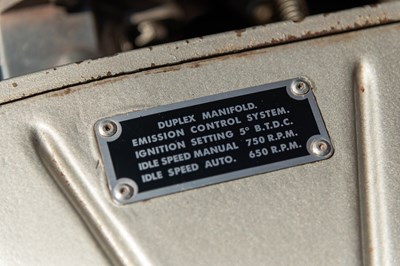 DUPLEX MANIFOLD.
EMISSION CONTROL SYSTEM.
IGNITION SETTING 5° B.T.D.C.
IDLE SPEED MANUAL 750 R.P.M.
IDLE SPEED AUTO. 650 R.P.M.